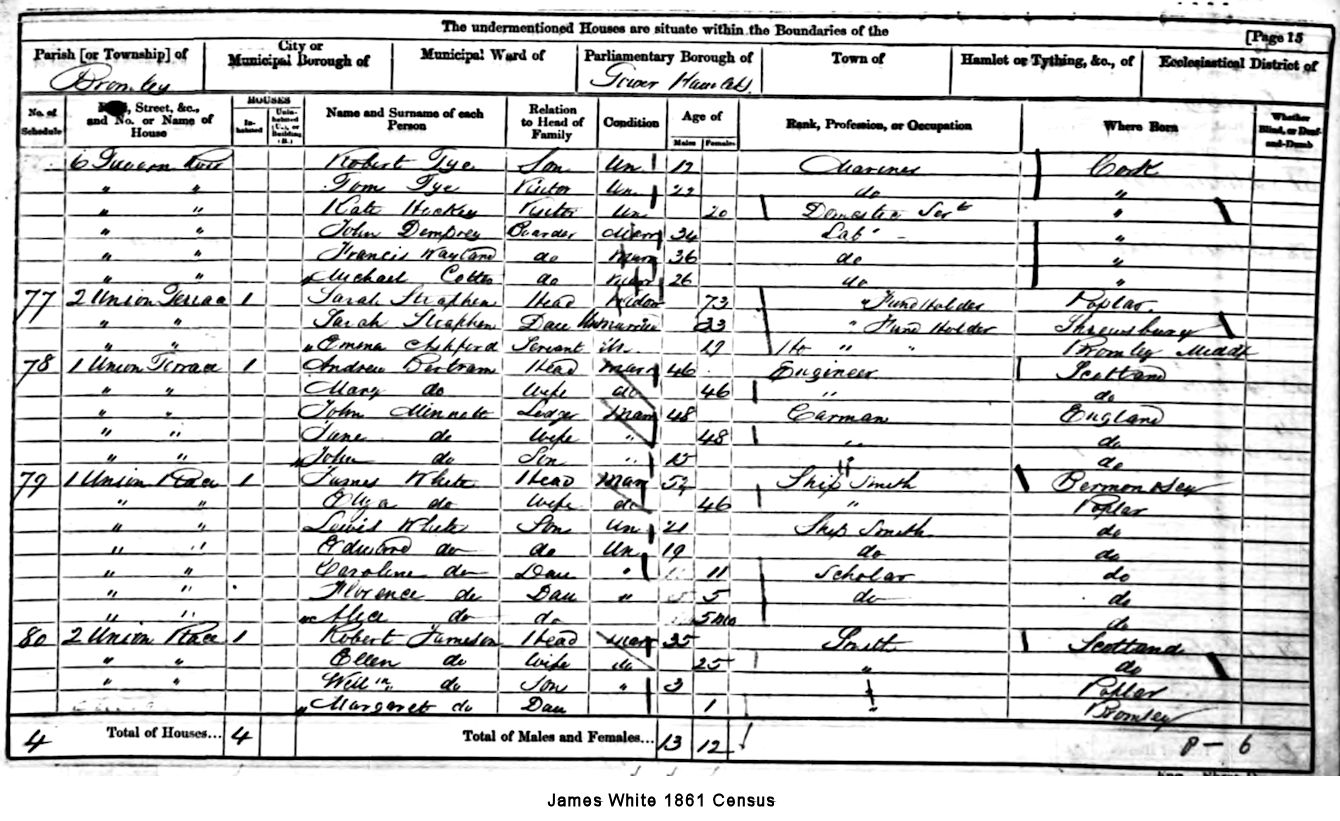 The undermentioned Houses are situate within the Boundaries of the
[Page 15
Parish [or Township] of
City or Municipal Borough of
Municipal Ward of
Parliamentary Borough of
Town of
Hamlet or Tything, &c., of
Ecclesiastical District of
Bromley
Tower Hamlets
No. of Schedule
Street, &c., and No. or Name of House
HOUSES
Inhabited
Uninhabited (U.), or Building (B.)
Name and Surname of each Person
Relation to Head of Family
Condition
Age of
Males
Females
Rank, Profession, or Occupation
Where Born
Whether Blind, or Deaf-and-Dumb
6 Row Robert Tye Son Un 17 Mariner Cork
" " Tom Tye Visitor Un 22 do "
" " Kate Hickey Visitor Un 20 Domestic Servt "
" " John Dempsey Boarder Marr 34 Labr "
" " Francis Wayland do Marr 36 do "
" " Michael do 26 do "
77 2 Union Terrace 1 Sarah Straphen Head Widow 73 Fund Holder Poplar
" " Sarah Straphen Dau Unmarried 33 " Fund Holder Shrewsbury
" " Emma Ashford Servant Un 19 Ho " " Bromley Middx
78 1 Union Terrace 1 Andrew Bertram Head Marr 46 Engineer Scotland
" " Mary do Wife do 46 " do
" " John Minnett Lodger Marr 48 Carman England
" " Jane do Wife " 48 " do
" " John do Son " 15 " do
79 1 Union Place 1 James White Head Marr 52 Ship Smith Bermondsey
" " Eliza do Wife do 46 " Poplar
" " Lewis White Son Un 21 Ship Smith do
" " Edward do do Un 19 do do
" " Caroline do Dau " 11 Scholar do
" " Florence do Dau " 5 do do
" " Alice do do 5 mo do
80 2 Union Place 1 Robert Jameson Head Marr 35 Smith Scotland
" " Ellen do Wife do 25 " do
" " Willm do Son " 3 " Poplar
" Margaret do Dau 1 " Bromley
4 Total of Houses... 4 Total of Males and Females... 13 12 8 – 6
James White 1861 Census